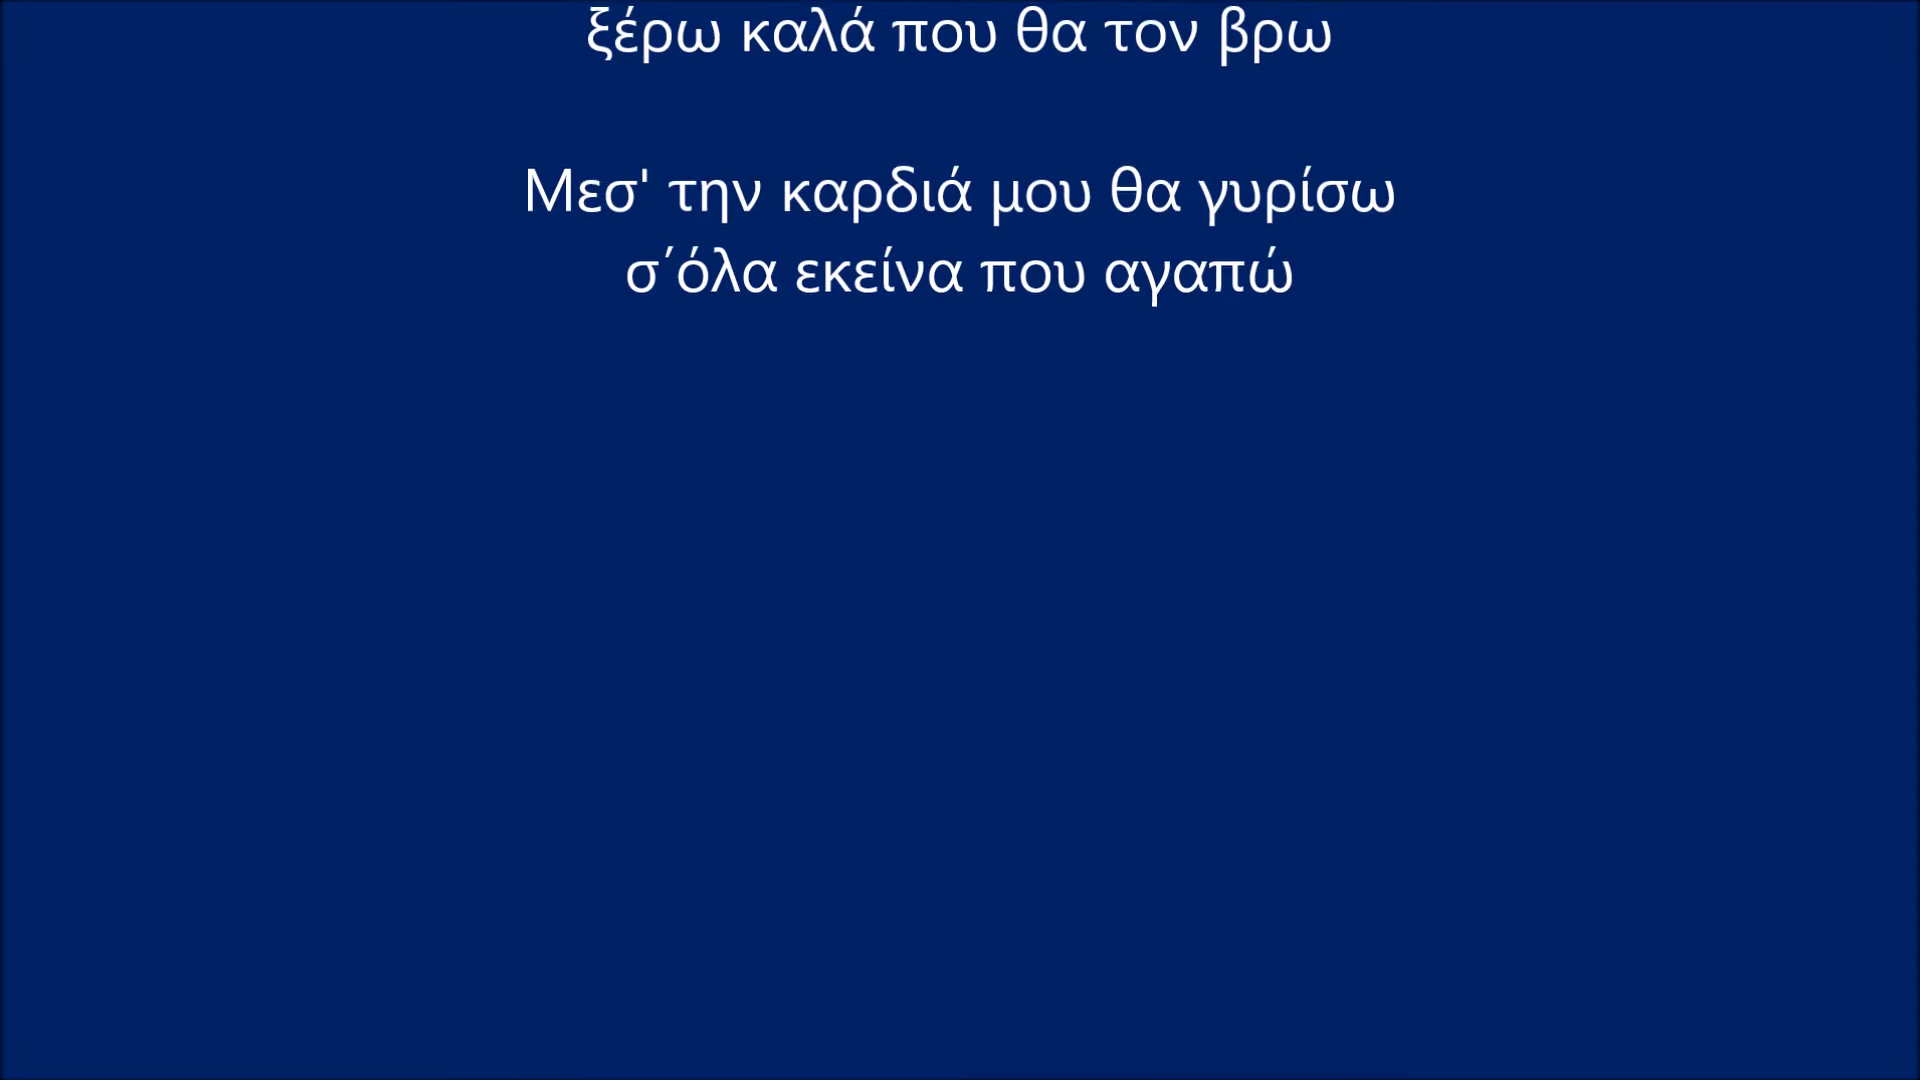 ξέρω καλά που θα τον βρω
Μεσ' την καρδιά μου θα γυρίσω
σ΄όλα εκείνα που αγαπώ